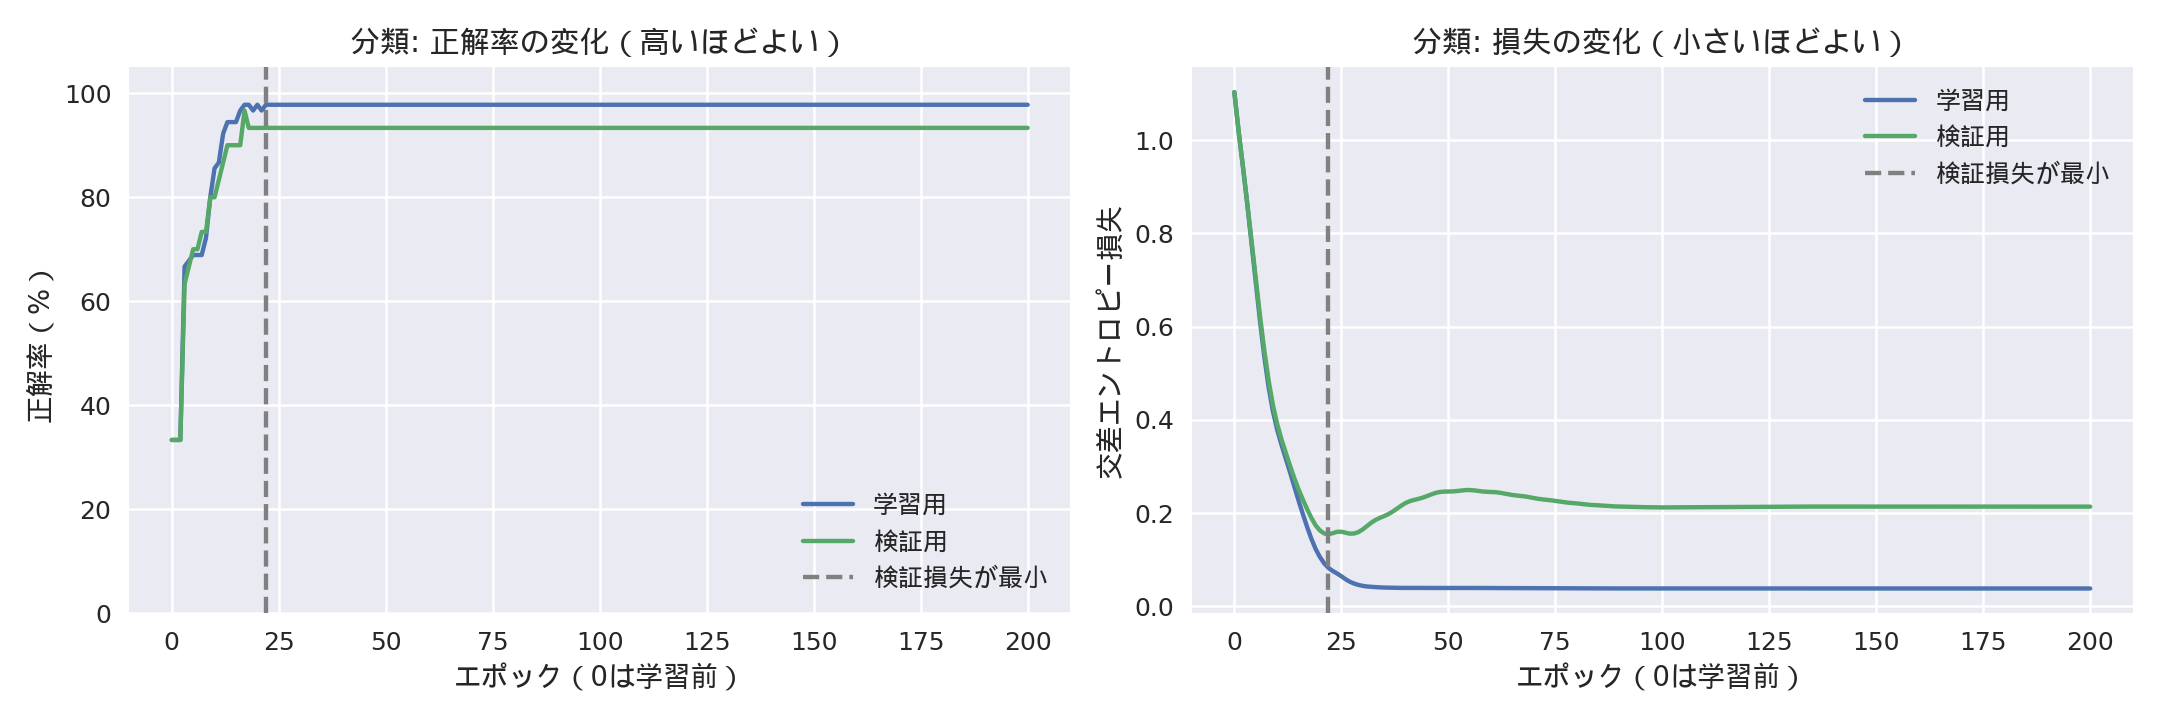 分類: 正解率の変化（高いほどよい）
正解率（%）
100
80
60
40
20
0
学習用
検証用
検証損失が最小
0 25 50 75 100 125 150 175 200
エポック（0は学習前）
分類: 損失の変化（小さいほどよい）
交差エントロピー損失
1.0
0.8
0.6
0.4
0.2
0.0
学習用
検証用
検証損失が最小
0 25 50 75 100 125 150 175 200
エポック（0は学習前）